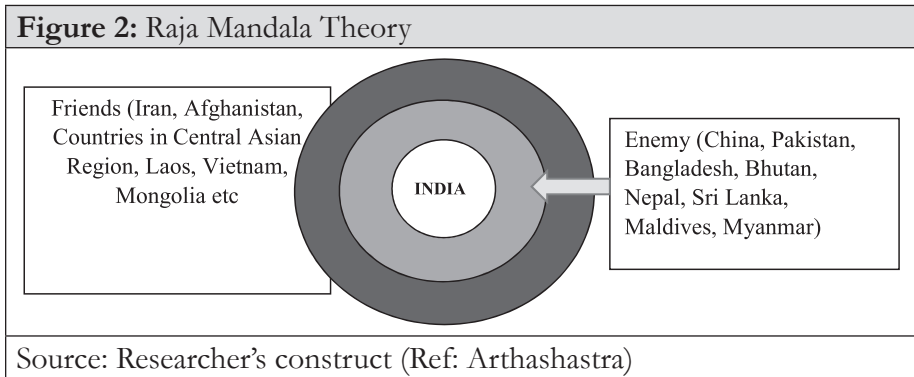 Figure 2: Raja Mandala Theory
Friends (Iran, Afghanistan,
Countries in Central Asian
Region, Laos, Vietnam,
Mongolia etc
INDIA
Enemy (China, Pakistan,
Bangladesh, Bhutan,
Nepal, Sri Lanka,
Maldives, Myanmar)
Source: Researcher's construct (Ref: Arthashastra)